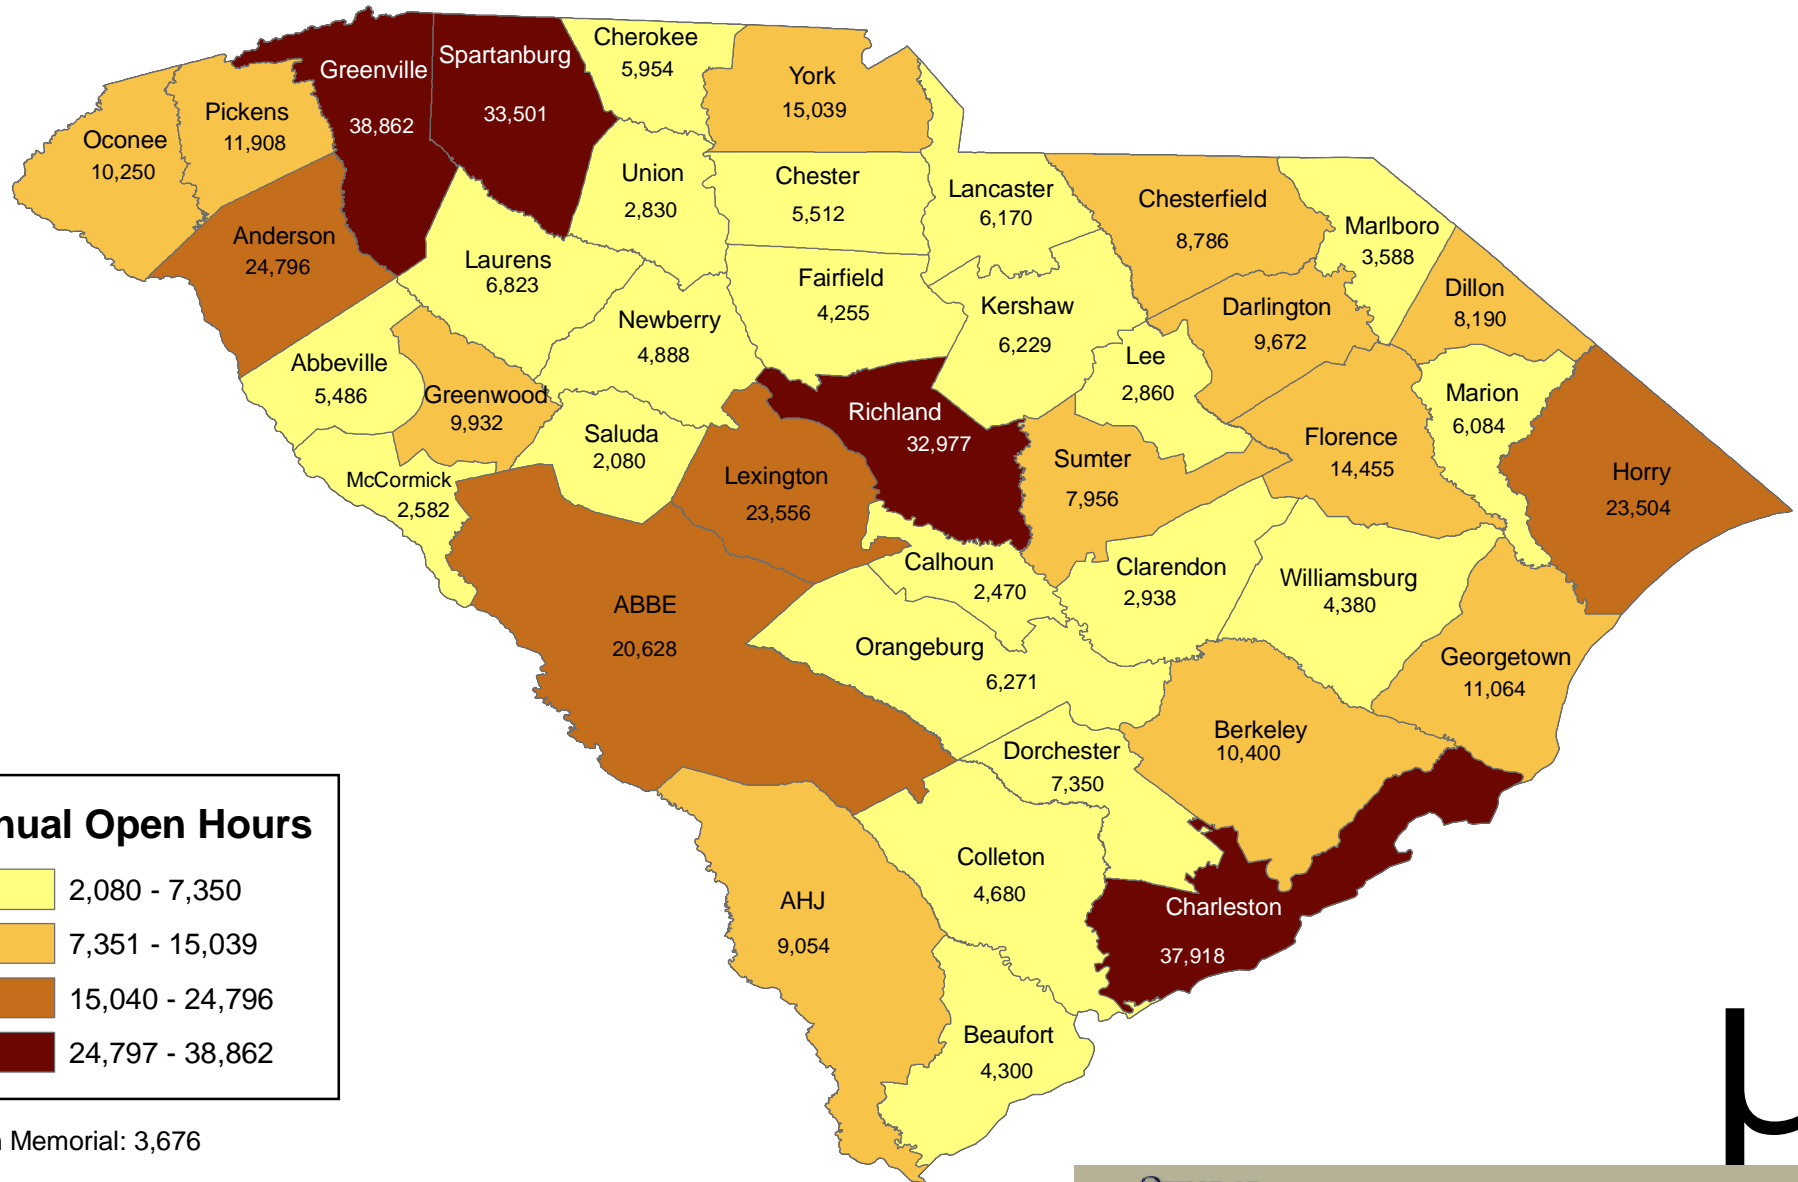 Cherokee
5,954
Spartanburg
33,501
Greenville
38,862
York
15,039
Pickens
11,908
Oconee
10,250
Union
2,830
Chester
5,512
Lancaster
6,170
Chesterfield
8,786
Marlboro
3,588
Anderson
24,796
Laurens
6,823
Fairfield
4,255
Kershaw
6,229
Darlington
9,672
Dillon
8,190
Newberry
4,888
Lee
2,860
Abbeville
5,486
Greenwood
9,932
Richland
32,977
Marion
6,084
Saluda
2,080
Florence
14,455
Sumter
7,956
Lexington
23,556
Horry
23,504
McCormick
2,582
Calhoun
2,470
Clarendon
2,938
Williamsburg
4,380
ABBE
20,628
Orangeburg
6,271
Georgetown
11,064
Berkeley
10,400
Dorchester
7,350
Colleton
4,680
AHJ
9,054
Charleston
37,918
Beaufort
4,300
nual Open Hours
2,080 - 7,350
7,351 - 15,039
15,040 - 24,796
24,797 - 38,862
Memorial: 3,676
µ